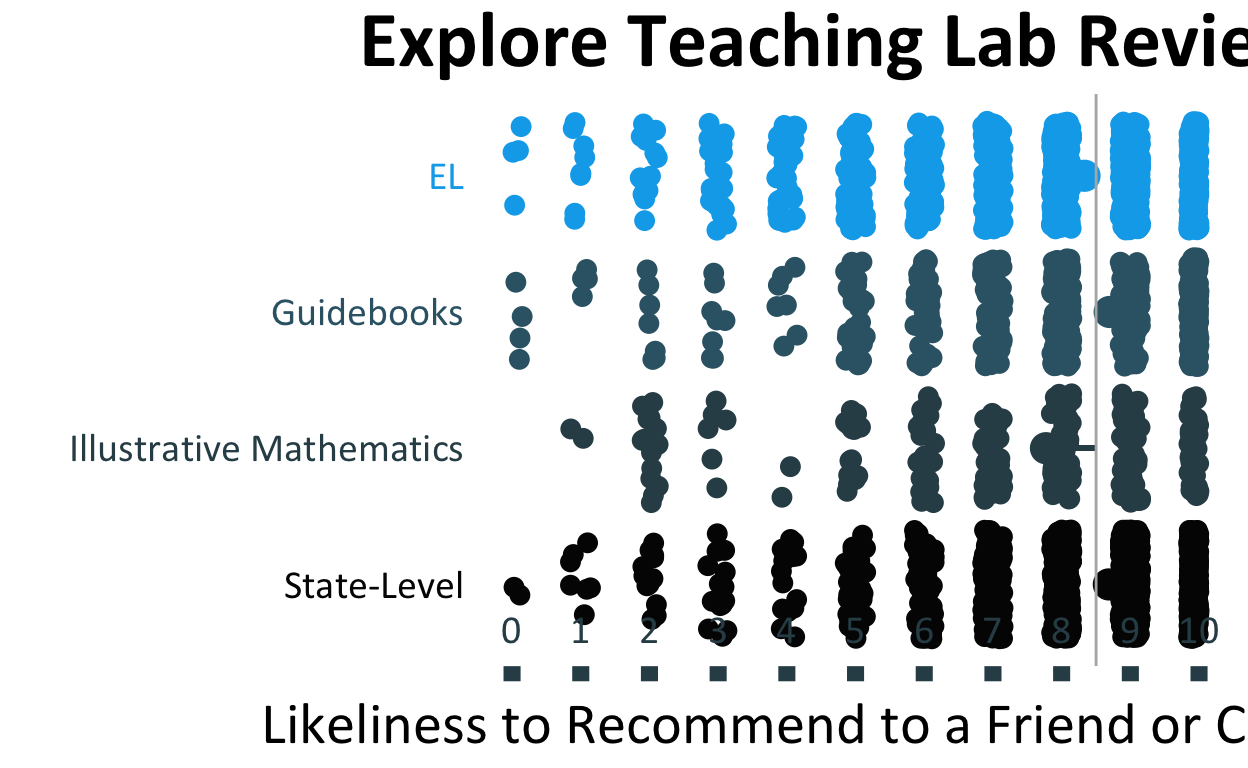 Explore Teaching Lab Revie
EL
Guidebooks
Illustrative Mathematics
State-Level
0 1 2 3 4 5 6 7 8 9 10
Likeliness to Recommend to a Friend or C